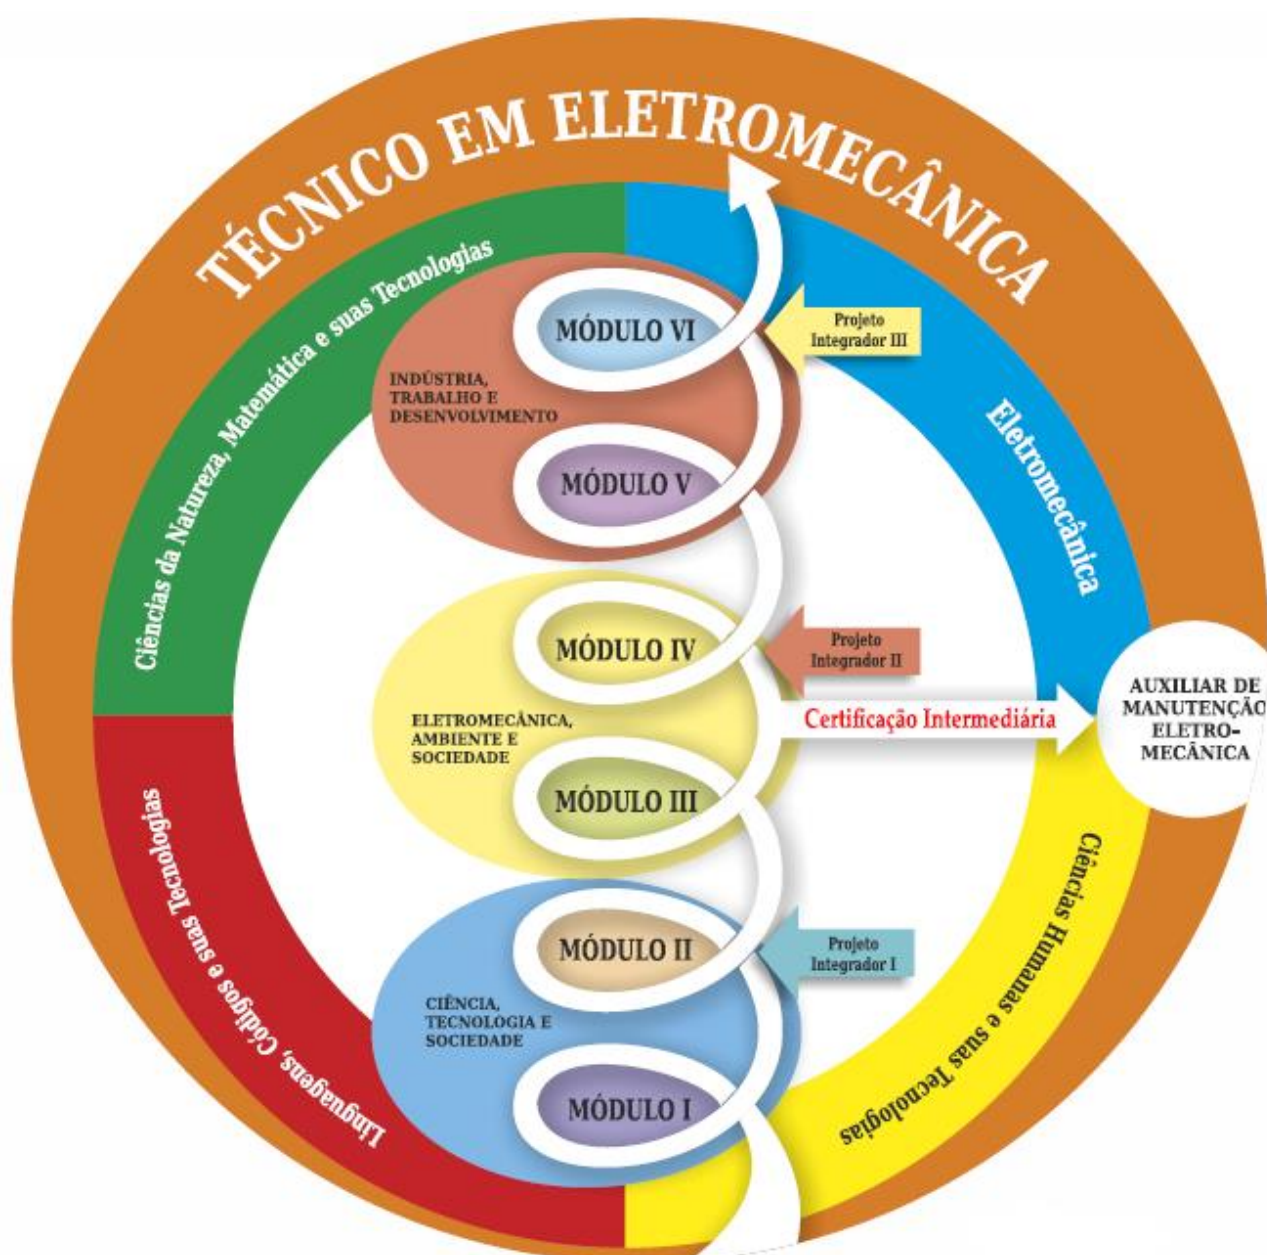 TÉCNICO EM ELETROMECÂNICA
Ciências da Natureza, Matemática e suas Tecnologias
Eletromecânica
MÓDULO VI
Projeto
Integrador III
INDÚSTRIA,
TRABALHO E
DESENVOLVIMENTO
MÓDULO V
MÓDULO IV
Projeto
Integrador II
ELETROMECÂNICA,
AMBIENTE E
SOCIEDADE
Certificação Intermediária
AUXILIAR DE
MANUTENÇÃO
ELETRO-
MECÂNICA
MÓDULO III
Linguagens, Códigos e suas Tecnologias
Ciências Humanas e suas Tecnologias
MÓDULO II
Projeto
Integrador I
CIÊNCIA,
TECNOLOGIA E
SOCIEDADE
MÓDULO I